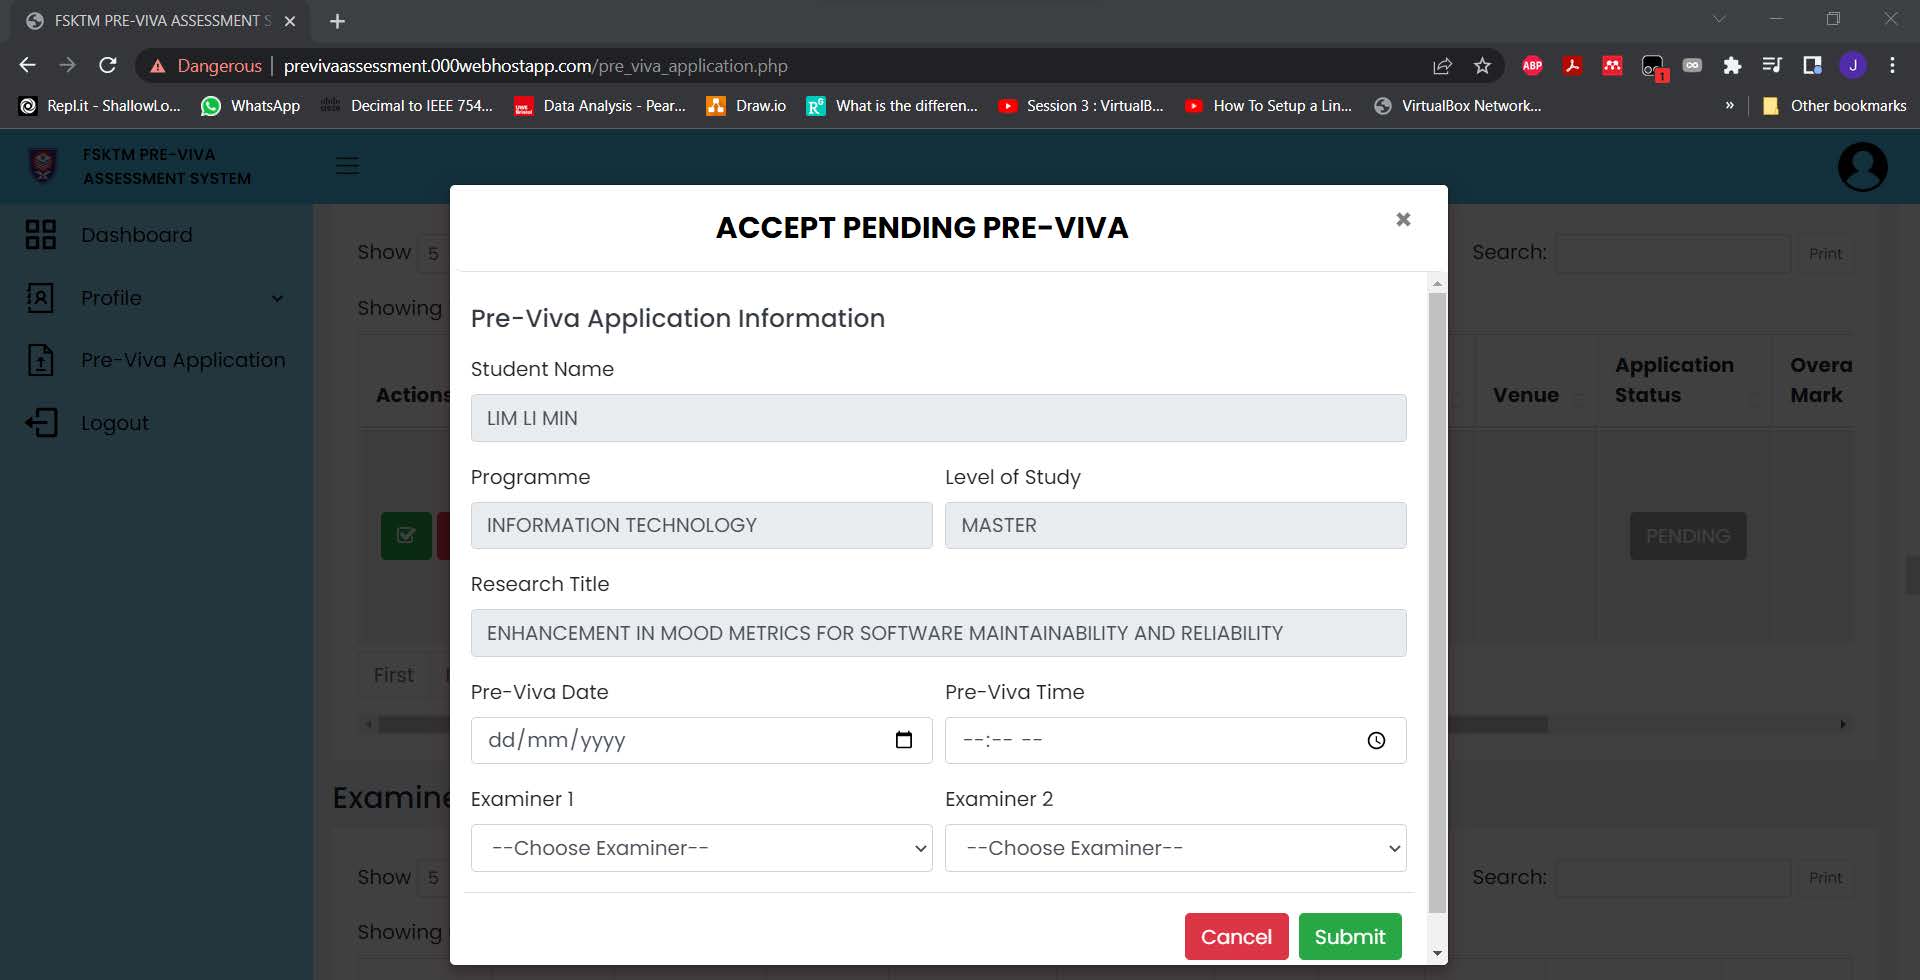 FSKTM PRE-VIVA ASSESSMENT S
Dangerous | previvaassessment.000webhostapp.com/pre_viva_application.php
ABP
1
J
Repl.it - ShallowLo...
WhatsApp
Decimal to IEEE 754...
Data Analysis - Pear...
Draw.io
What is the differen...
Session 3 : VirtualB...
How To Setup a Lin...
VirtualBox Network...
»
Other bookmarks
FSKTM PRE-VIVA
ASSESSMENT SYSTEM
Dashboard
Profile
Pre-Viva Application
Logout
Show 5
Search:
Print
Showing
Actions
Venue
Application
Status
Overa
Mark
PENDING
First
ACCEPT PENDING PRE-VIVA
×
Pre-Viva Application Information
Student Name
LIM LI MIN
Programme
Level of Study
INFORMATION TECHNOLOGY
MASTER
Research Title
ENHANCEMENT IN MOOD METRICS FOR SOFTWARE MAINTAINABILITY AND RELIABILITY
Pre-Viva Date
Pre-Viva Time
dd/mm/yyyy
--:-- --
Examiner 1
Examiner 2
--Choose Examiner--
--Choose Examiner--
Cancel
Submit
Examine
Show 5
Search:
Print
Showing